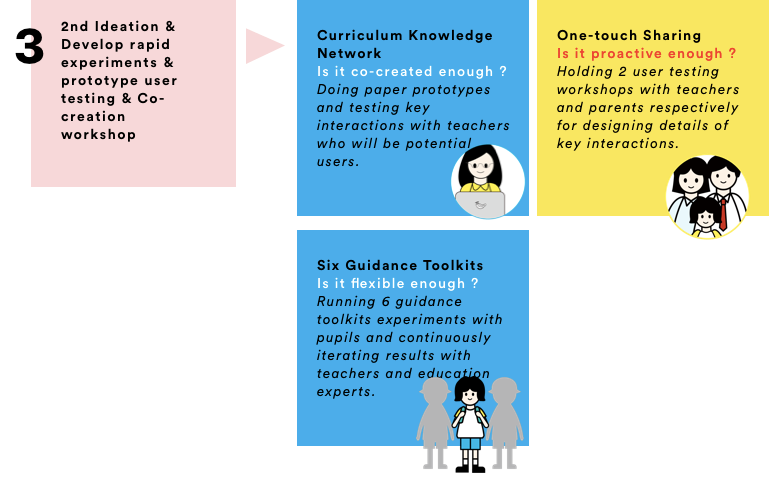 3
2nd Ideation &
Develop rapid
experiments &
prototype user
testing & Co-
creation
workshop
Curriculum Knowledge
Network
Is it co-created enough ?
Doing paper prototypes
and testing key
interactions with teachers
who will be potential
users.
One-touch Sharing
Is it proactive enough ?
Holding 2 user testing
workshops with teachers
and parents respectively
for designing details of
key interactions.
Six Guidance Toolkits
Is it flexible enough ?
Running 6 guidance
toolkits experiments with
pupils and continuously
iterating results with
teachers and education
experts.